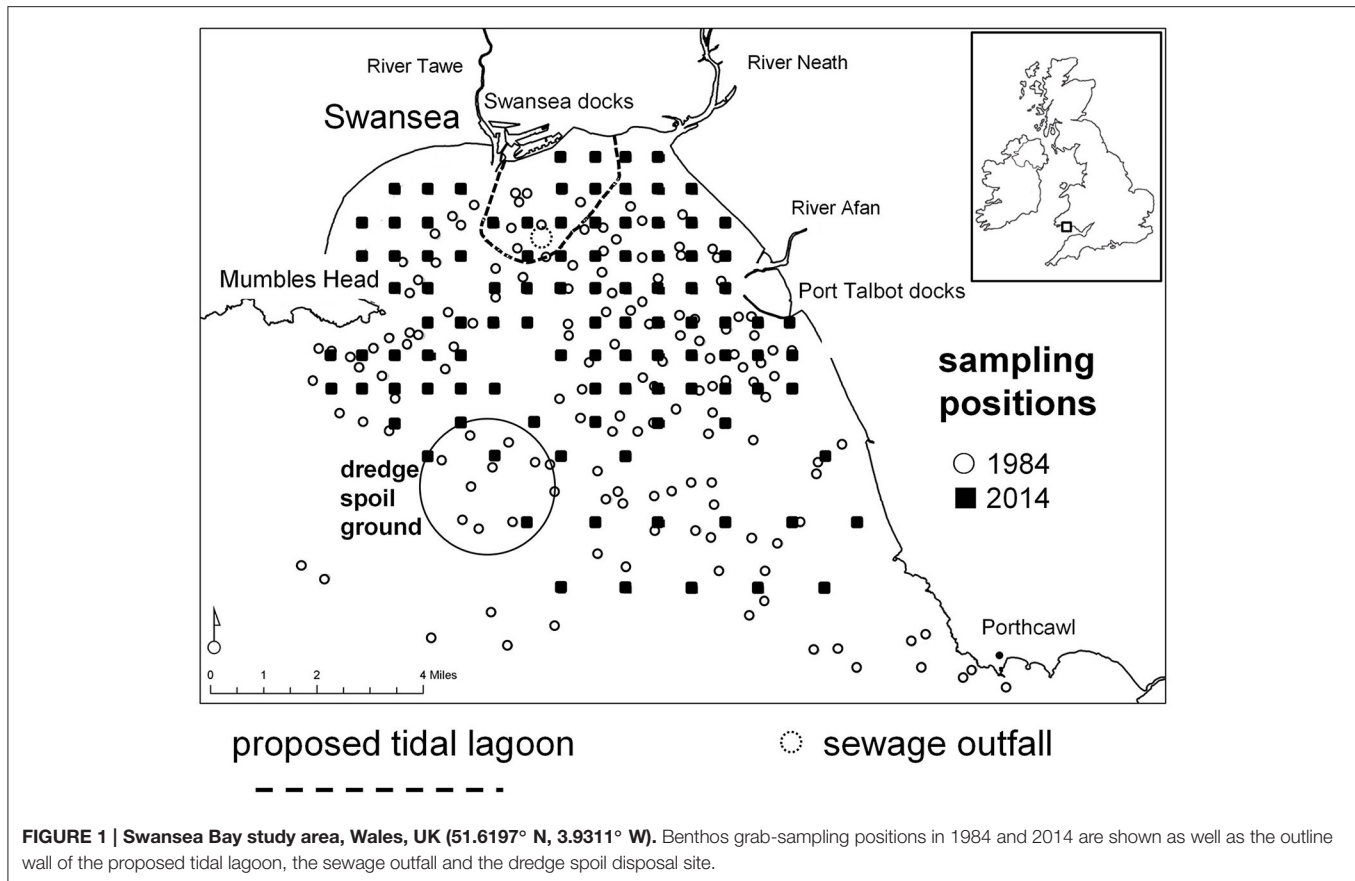 River Tawe
River Neath
Swansea docks
Swansea
River Afan
Mumbles Head
Port Talbot docks
sampling
positions
1984
2014
dredge
spoil
ground
Porthcawl
0 1 2 4 Miles
proposed tidal lagoon
sewage outfall
FIGURE 1 | Swansea Bay study area, Wales, UK (51.6197° N, 3.9311° W). Benthos grab-sampling positions in 1984 and 2014 are shown as well as the outline
wall of the proposed tidal lagoon, the sewage outfall and the dredge spoil disposal site.